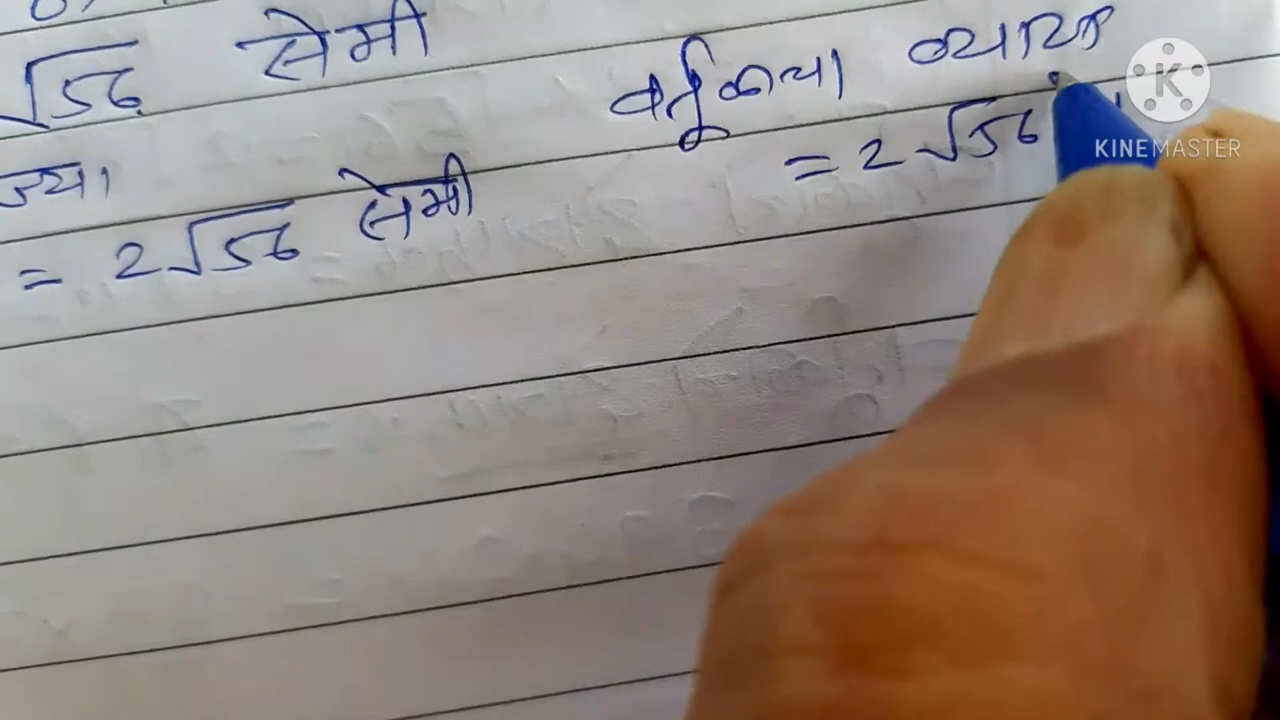 √56 सेमी
ज्या
= 2√56 सेमी
वर्तुळाचा व्यास
= 2√56
KINEMASTER